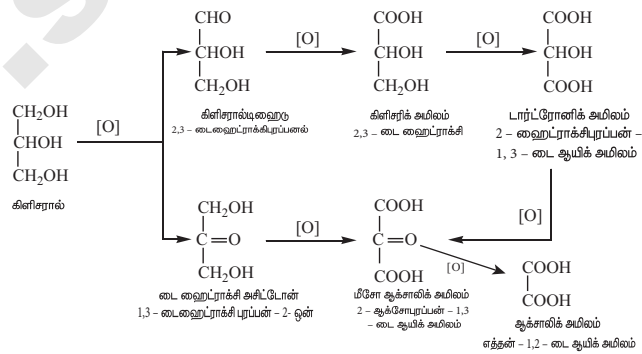 CHO
CHOH
CH₂OH
கிளிசரால்டிஹைடு
2,3 – டைஹைட்ராக்கிபுரப்பனல்
[O]
COOH
CHOH
CH₂OH
கிளிசரிக் அமிலம்
2,3 – டை ஹைட்ராக்சி
[O]
COOH
CHOH
COOH
டார்ட்ரோனிக் அமிலம்
2 – ஹைட்ராக்சிபுரப்பன் –
1, 3 – டை ஆயிக் அமிலம்
CH₂OH
CHOH
CH₂OH
கிளிசரால்
[O]
CH₂OH
C=O
CH₂OH
டை ஹைட்ராக்சி அசிட்டோன்
1,3 – டைஹைட்ராக்சி புரப்பன் – 2- ஒன்
[O]
COOH
C=O
COOH
மீசோ ஆக்சாலிக் அமிலம்
2 – ஆக்சோபுரப்பன் – 1,3
– டை ஆயிக் அமிலம்
[O]
[O]
COOH
COOH
ஆக்சாலிக் அமிலம்
எத்தன் – 1,2 – டை ஆயிக் அமிலம்